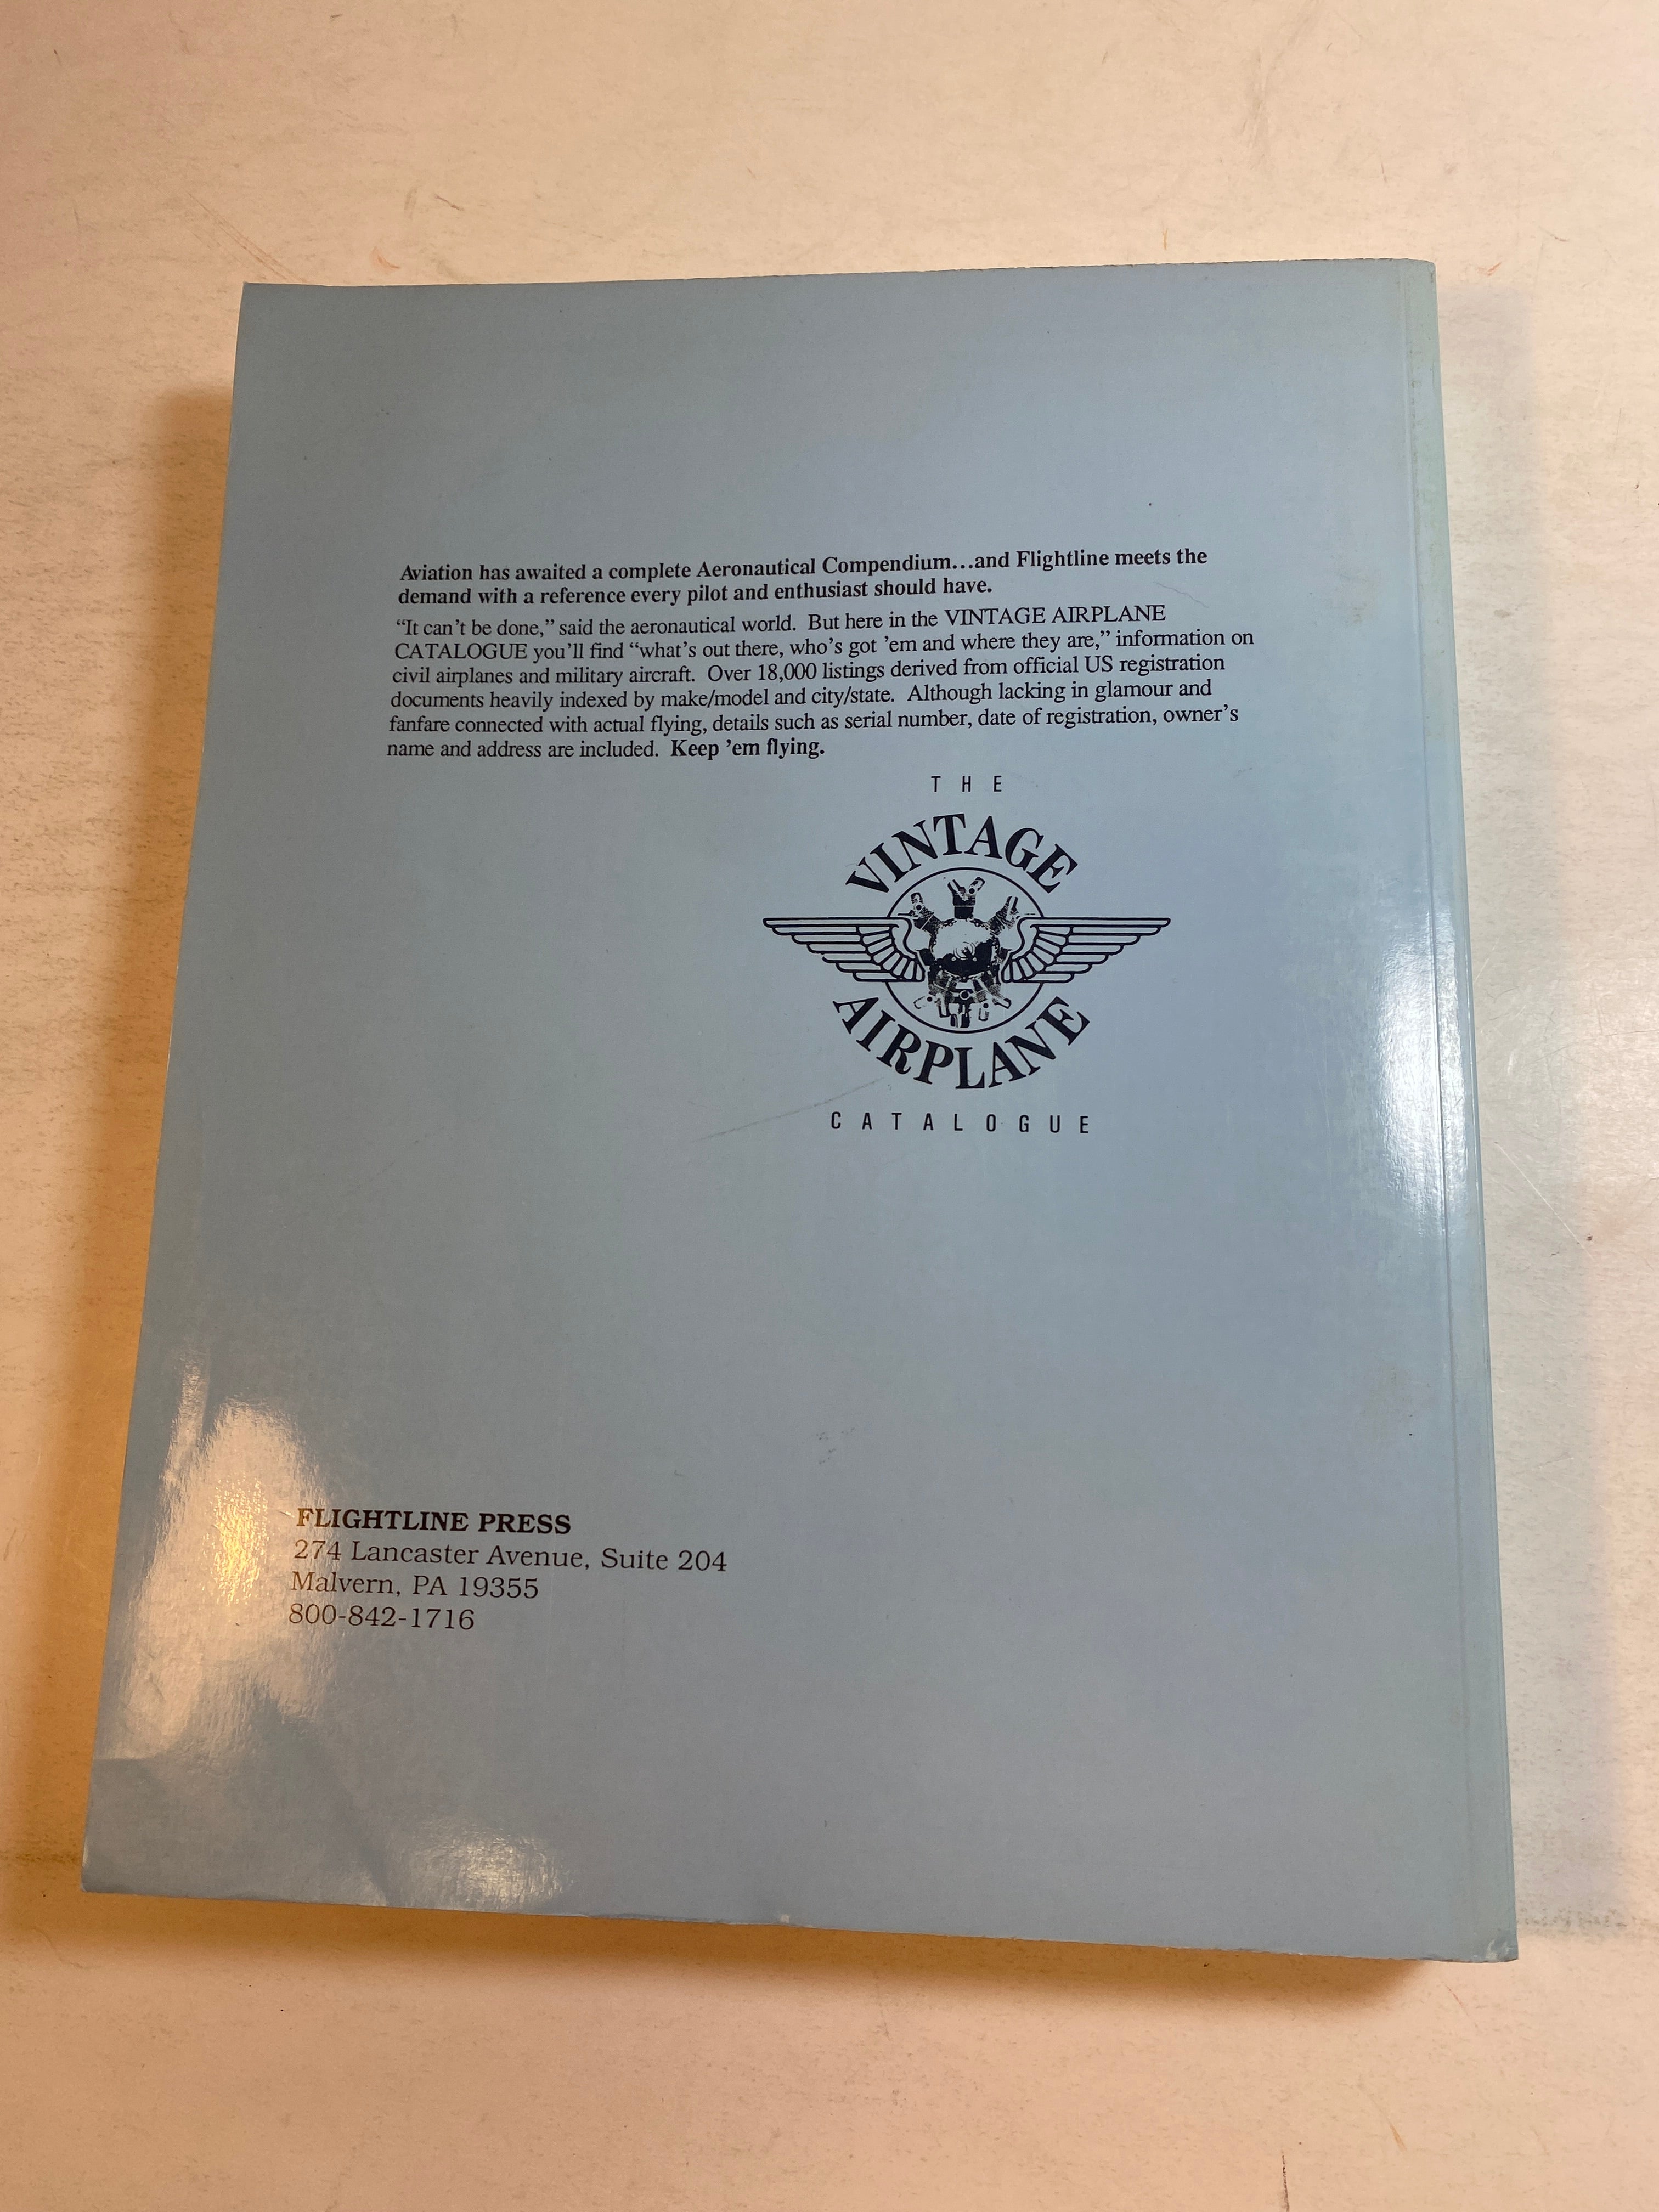 Aviation has awaited a complete Aeronautical Compendium...and Flightline meets the
demand with a reference every pilot and enthusiast should have.
“It can’t be done,” said the aeronautical world. But here in the VINTAGE AIRPLANE
CATALOGUE you’ll find “what’s out there, who’s got ’em and where they are,” information on
civil airplanes and military aircraft. Over 18,000 listings derived from official US registration
documents heavily indexed by make/model and city/state. Although lacking in glamour and
fanfare connected with actual flying, details such as serial number, date of registration, owner’s
name and address are included. Keep ’em flying.
THE
VINTAGE
AIRPLANE
CATALOGUE
FLIGHTLINE PRESS
274 Lancaster Avenue, Suite 204
Malvern, PA 19355
800-842-1716